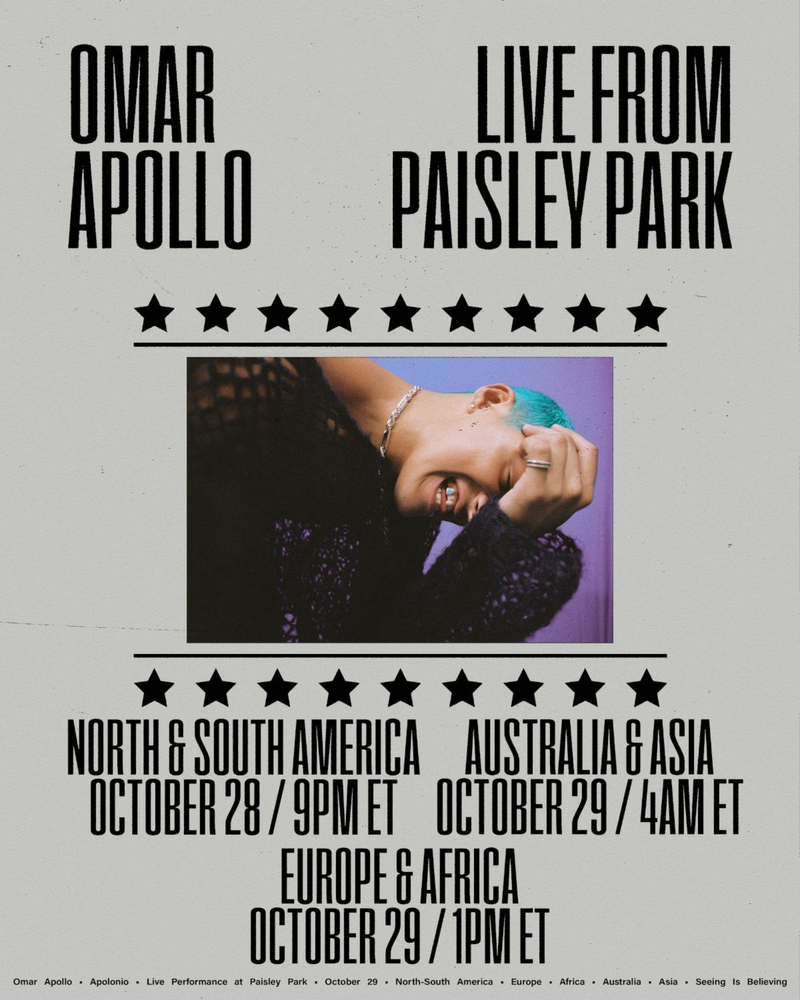 OMAR
APOLLO
LIVE FROM
PAISLEY PARK
NORTH & SOUTH AMERICA
OCTOBER 28 / 9PM ET
AUSTRALIA & ASIA
OCTOBER 29 / 4AM ET
EUROPE & AFRICA
OCTOBER 29 / 1PM ET
Omar Apollo ▪ Apolonio ▪ Live Performance at Paisley Park ▪ October 29 ▪ North-South America ▪ Europe ▪ Africa ▪ Australia ▪ Asia ▪ Seeing Is Believing